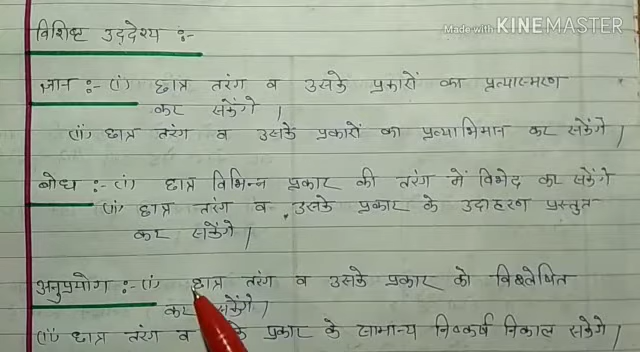 Made with KINEMASTER
विशिष्ट उद्देश्य :-
ज्ञान :- (i) छात्र तरंग व उसके प्रकारों का प्रत्यास्मरण
कर सकेंगे |
(ii) छात्र तरंग व उसके प्रकारों का प्रत्याभिमान कर सकेंगे |
बोध :- (i) छात्र विभिन्न प्रकार की तरंग में विभेद कर सकेंगे
(ii) छात्र तरंग व उसके प्रकार के उदाहरण प्रस्तुत
कर सकेंगे |
अनुप्रयोग :- (i) छात्र तरंग व उसके प्रकार को विश्लेषित
कर सकेंगे |
(ii) छात्र तरंग व के प्रकार के सामान्य निष्कर्ष निकाल सकेंगे |